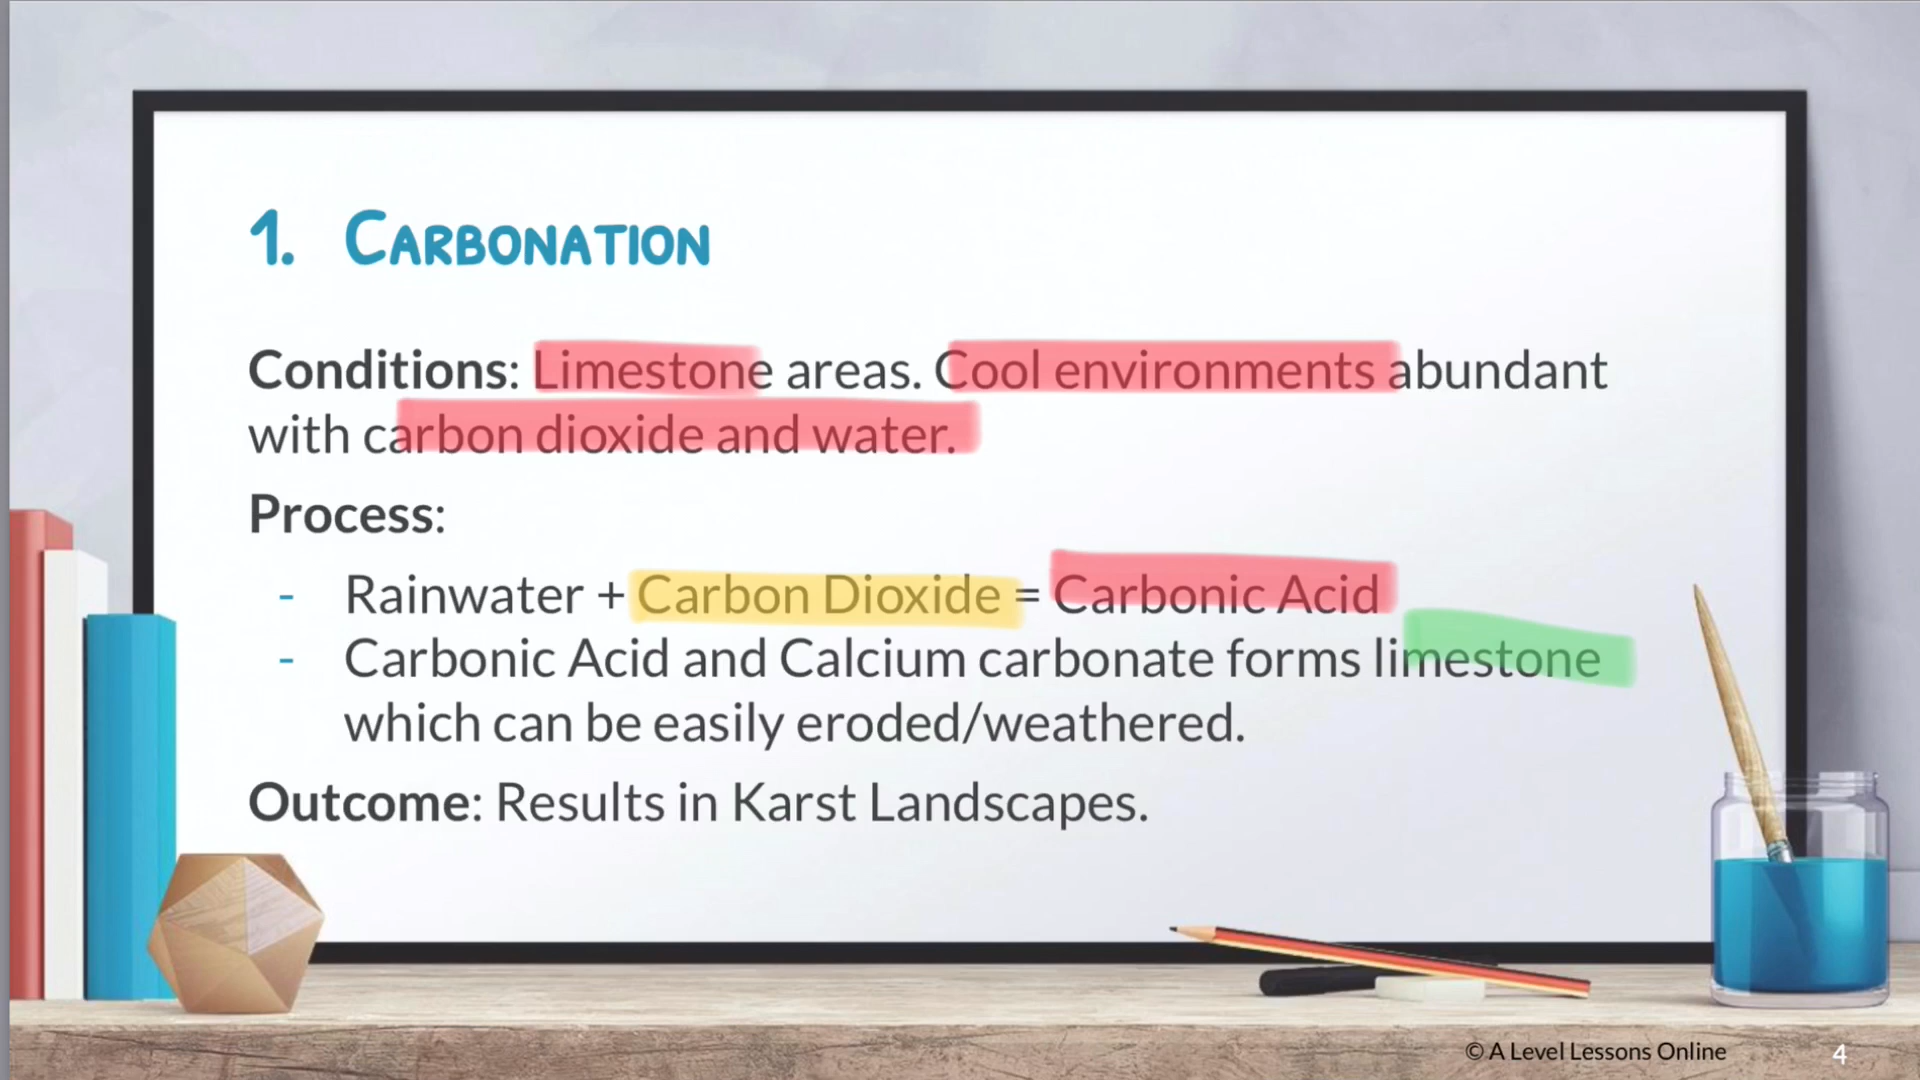 1. Carbonation
Conditions: Limestone areas. Cool environments abundant
with carbon dioxide and water.
Process:
- Rainwater + Carbon Dioxide = Carbonic Acid
- Carbonic Acid and Calcium carbonate forms limestone
which can be easily eroded/weathered.
Outcome: Results in Karst Landscapes.
© A Level Lessons Online 4